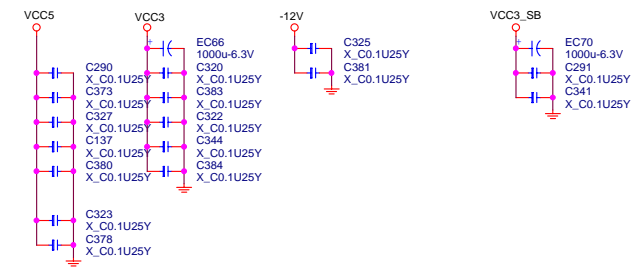 VCC5
C290
X_C0.1U25Y
C373
X_C0.1U25Y
C327
X_C0.1U25Y
C137
X_C0.1U25Y
C380
X_C0.1U25Y
C323
X_C0.1U25Y
C378
X_C0.1U25Y
VCC3
+
EC66
1000u-6.3V
C320
X_C0.1U25Y
C383
X_C0.1U25Y
C322
X_C0.1U25Y
C344
X_C0.1U25Y
C384
X_C0.1U25Y
-12V
C325
X_C0.1U25Y
C381
X_C0.1U25Y
VCC3_SB
+
EC70
1000u-6.3V
C291
X_C0.1U25Y
C341
X_C0.1U25Y